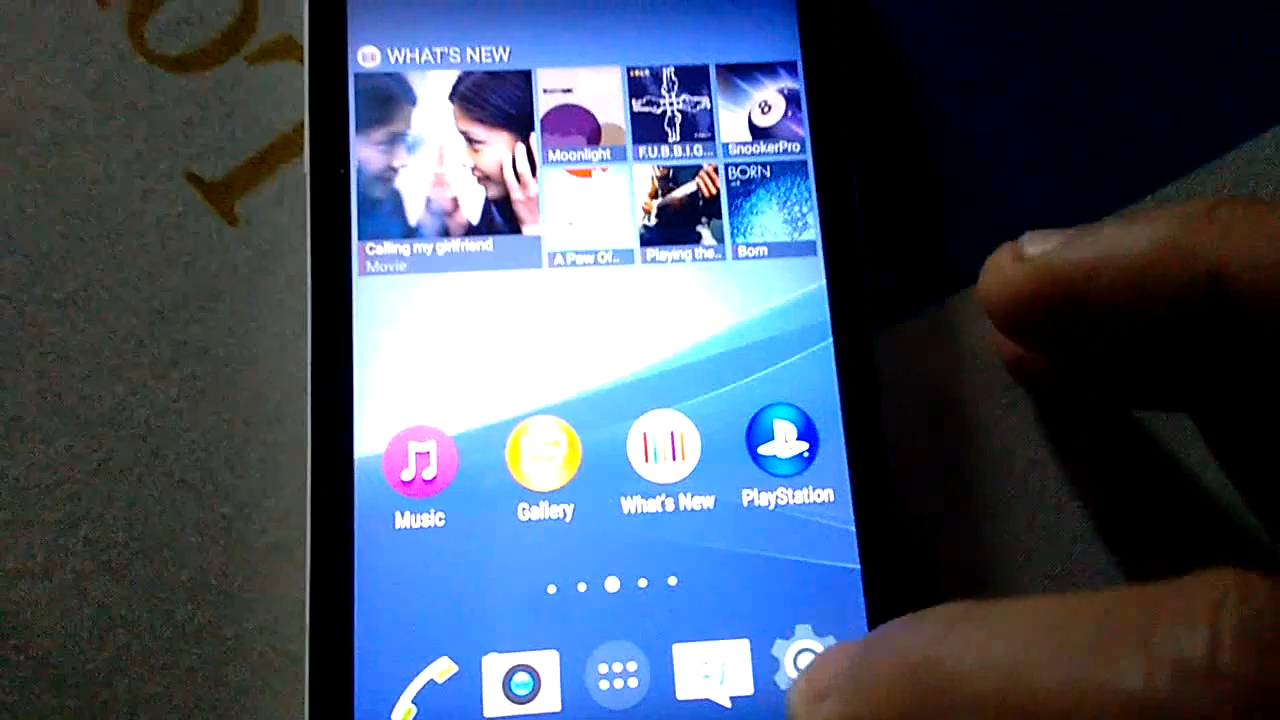 WHAT'S NEW
Calling my girlfriend
Movie
Moonlight
F.U.B.B.I.G...
SnookerPro
8
BORN
A Paw Of..
Playing the..
Born
Music
Gallery
What's New
PlayStation